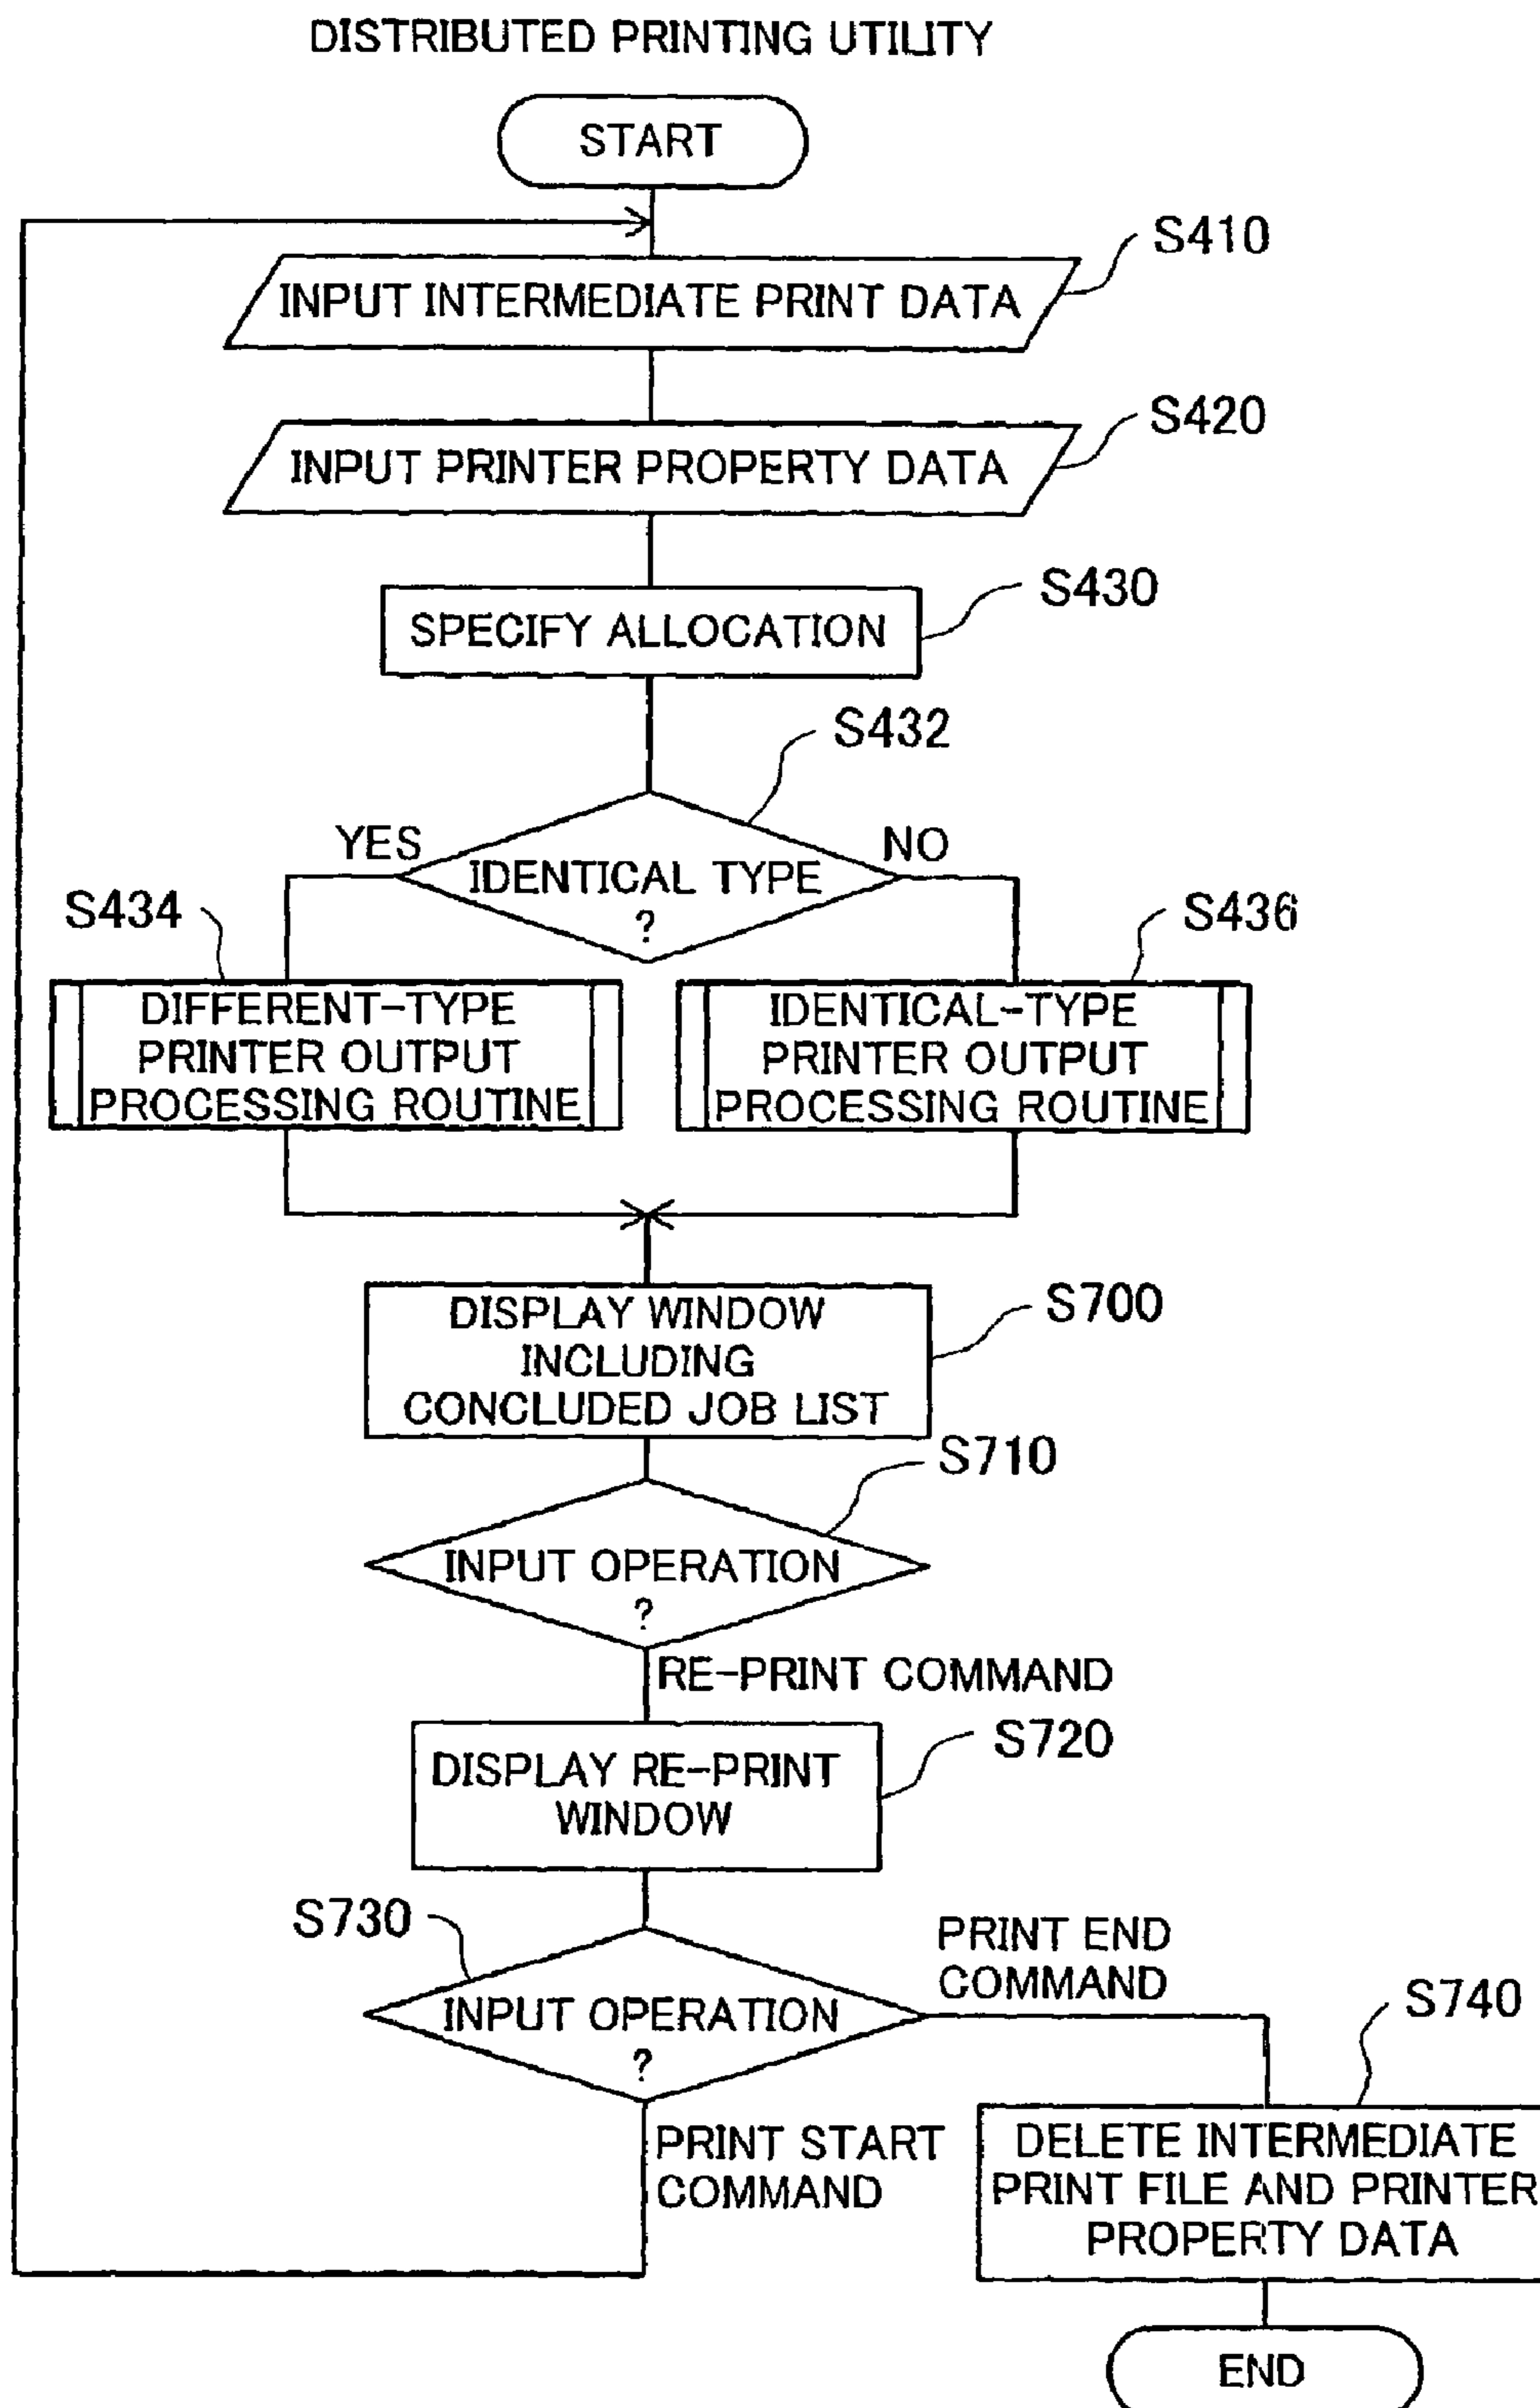 DISTRIBUTED PRINTING UTILITY
START
S410
INPUT INTERMEDIATE PRINT DATA
S420
INPUT PRINTER PROPERTY DATA
S430
SPECIFY ALLOCATION
S432
YES
NO
IDENTICAL TYPE
?
S434
S436
DIFFERENT-TYPE
PRINTER OUTPUT
PROCESSING ROUTINE
IDENTICAL-TYPE
PRINTER OUTPUT
PROCESSING ROUTINE
S700
DISPLAY WINDOW
INCLUDING
CONCLUDED JOB LIST
S710
INPUT OPERATION
?
RE-PRINT COMMAND
S720
DISPLAY RE-PRINT
WINDOW
S730
INPUT OPERATION
?
PRINT END
COMMAND
S740
PRINT START
COMMAND
DELETE INTERMEDIATE
PRINT FILE AND PRINTER
PROPERTY DATA
END